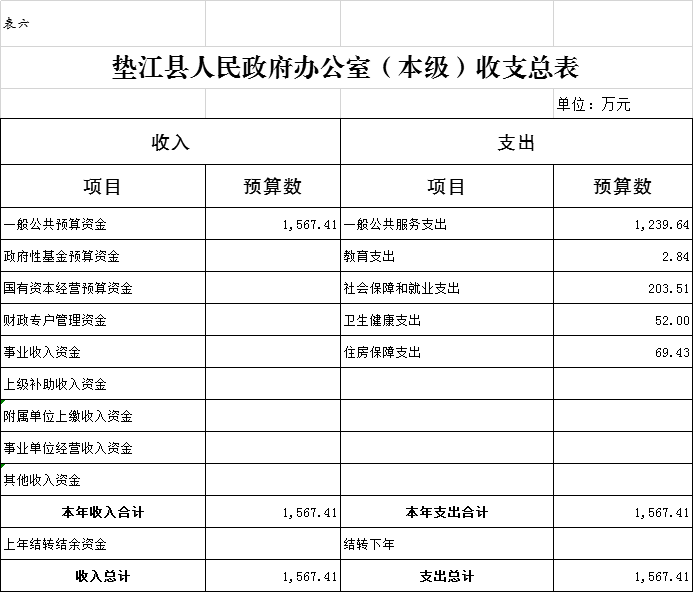 表六
垫江县人民政府办公室（本级）收支总表
单位：万元
收入 支出
项目 预算数 项目 预算数
一般公共预算资金 1,567.41 一般公共服务支出 1,239.64
政府性基金预算资金 教育支出 2.84
国有资本经营预算资金 社会保障和就业支出 203.51
财政专户管理资金 卫生健康支出 52.00
事业收入资金 住房保障支出 69.43
上级补助收入资金
附属单位上缴收入资金
事业单位经营收入资金
其他收入资金
本年收入合计 1,567.41 本年支出合计 1,567.41
上年结转结余资金 结转下年
收入总计 1,567.41 支出总计 1,567.41